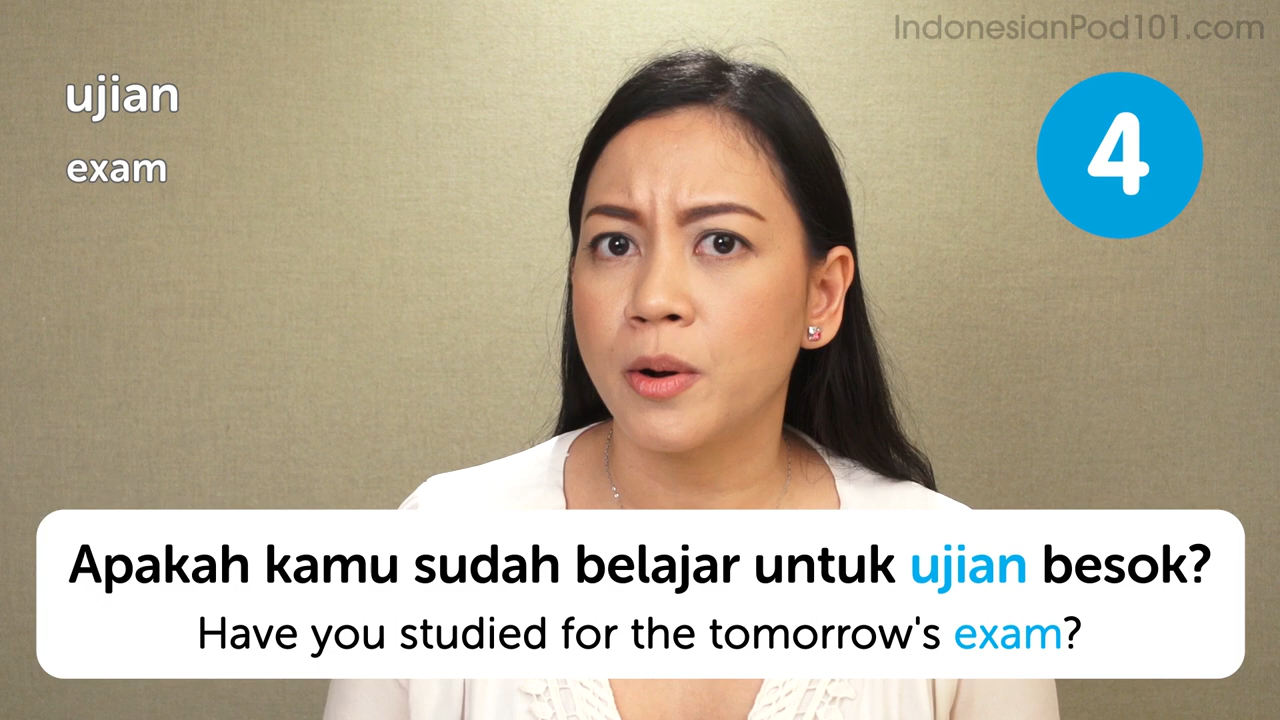 IndonesianPod101.com
ujian
exam
4
Apakah kamu sudah belajar untuk ujian besok?
Have you studied for the tomorrow's exam?